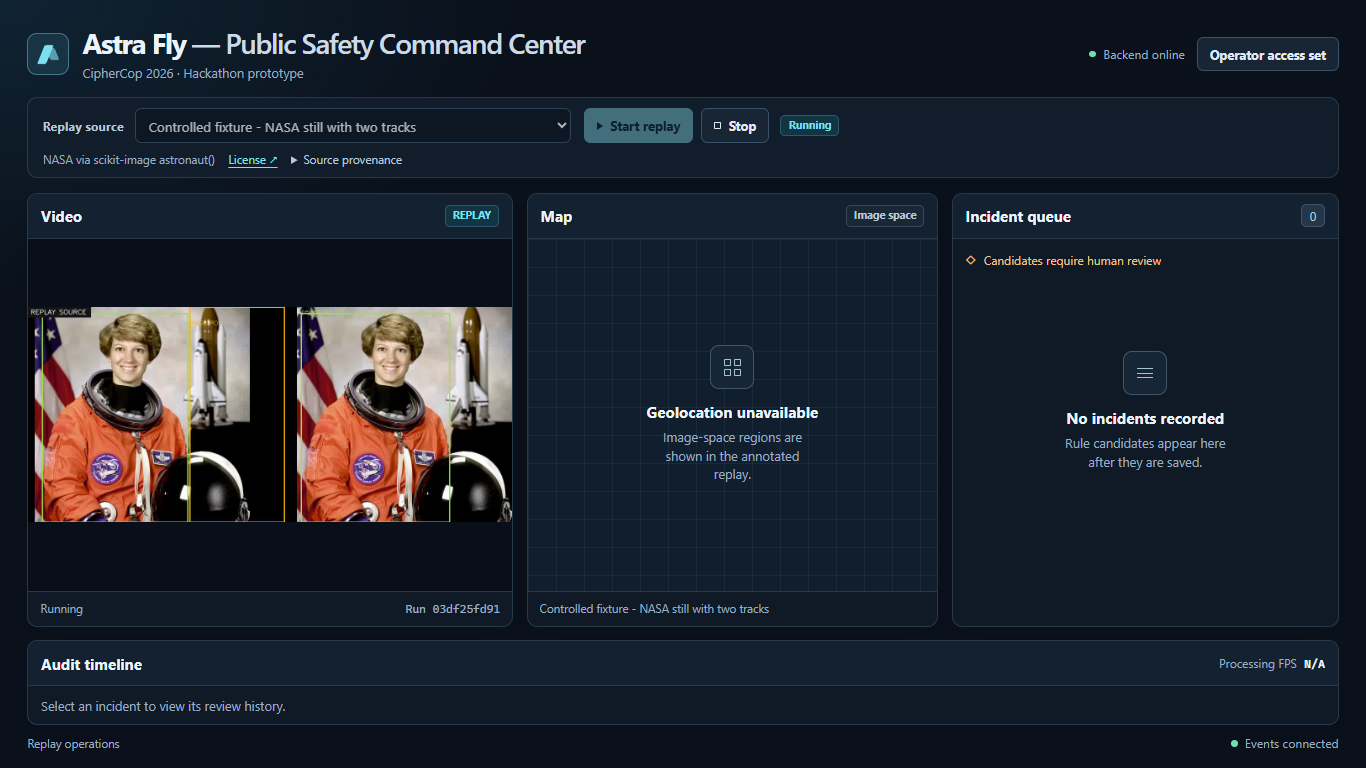 Astra Fly — Public Safety Command Center
CipherCop 2026 · Hackathon prototype
Backend online
Operator access set
Replay source
Controlled fixture - NASA still with two tracks
Start replay
Stop
Running
NASA via scikit-image astronaut()
License ↗
Source provenance
Video
REPLAY
REPLAY SOURCE
Running
Run 03df25fd91
Map
Image space
Geolocation unavailable
Image-space regions are
shown in the annotated
replay.
Controlled fixture - NASA still with two tracks
Incident queue
0
Candidates require human review
No incidents recorded
Rule candidates appear here
after they are saved.
Audit timeline
Processing FPS N/A
Select an incident to view its review history.
Replay operations
Events connected